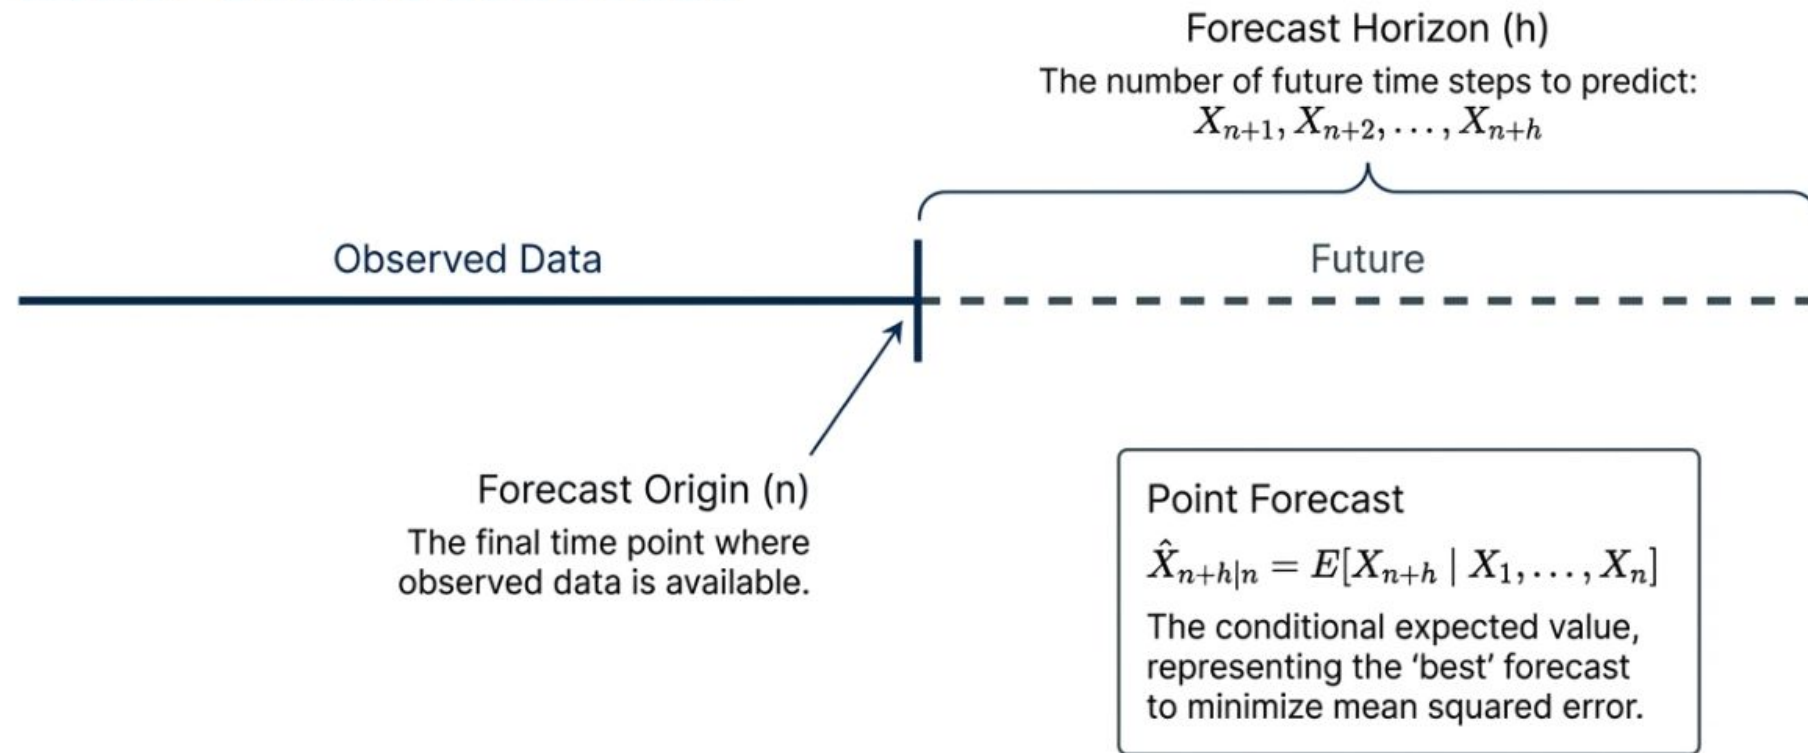 Forecast Horizon (h)
The number of future time steps to predict:
X_{n+1}, X_{n+2}, . . . , X_{n+h}
Observed Data
Future
Forecast Origin (n)
The final time point where
observed data is available.
Point Forecast
X̂_{n+h|n} = E[X_{n+h} | X_1, . . . , X_n]
The conditional expected value,
representing the ‘best’ forecast
to minimize mean squared error.